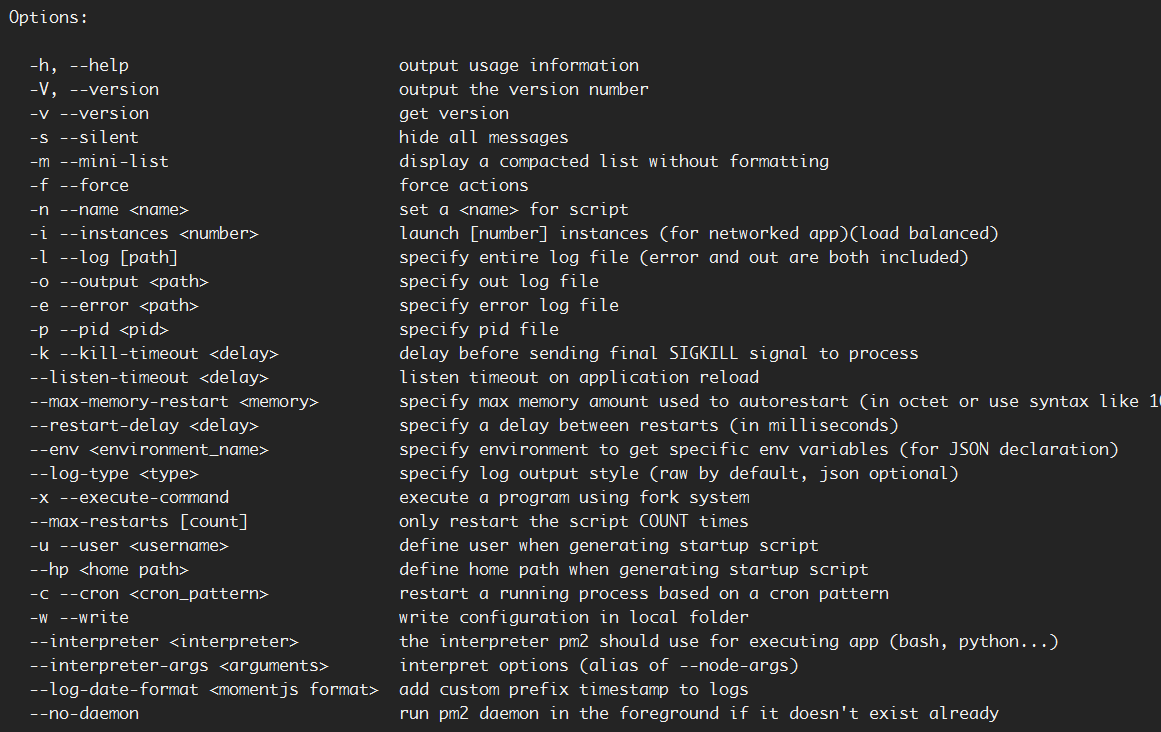 Options:
-h, --help output usage information
-V, --version output the version number
-v --version get version
-s --silent hide all messages
-m --mini-list display a compacted list without formatting
-f --force force actions
-n --name <name> set a <name> for script
-i --instances <number> launch [number] instances (for networked app)(load balanced)
-l --log [path] specify entire log file (error and out are both included)
-o --output <path> specify out log file
-e --error <path> specify error log file
-p --pid <pid> specify pid file
-k --kill-timeout <delay> delay before sending final SIGKILL signal to process
--listen-timeout <delay> listen timeout on application reload
--max-memory-restart <memory> specify max memory amount used to autorestart (in octet or use syntax like
--restart-delay <delay> specify a delay between restarts (in milliseconds)
--env <environment_name> specify environment to get specific env variables (for JSON declaration)
--log-type <type> specify log output style (raw by default, json optional)
-x --execute-command execute a program using fork system
--max-restarts [count] only restart the script COUNT times
-u --user <username> define user when generating startup script
--hp <home path> define home path when generating startup script
-c --cron <cron_pattern> restart a running process based on a cron pattern
-w --write write configuration in local folder
--interpreter <interpreter> the interpreter pm2 should use for executing app (bash, python...)
--interpreter-args <arguments> interpret options (alias of --node-args)
--log-date-format <momentjs format> add custom prefix timestamp to logs
--no-daemon run pm2 daemon in the foreground if it doesn't exist already